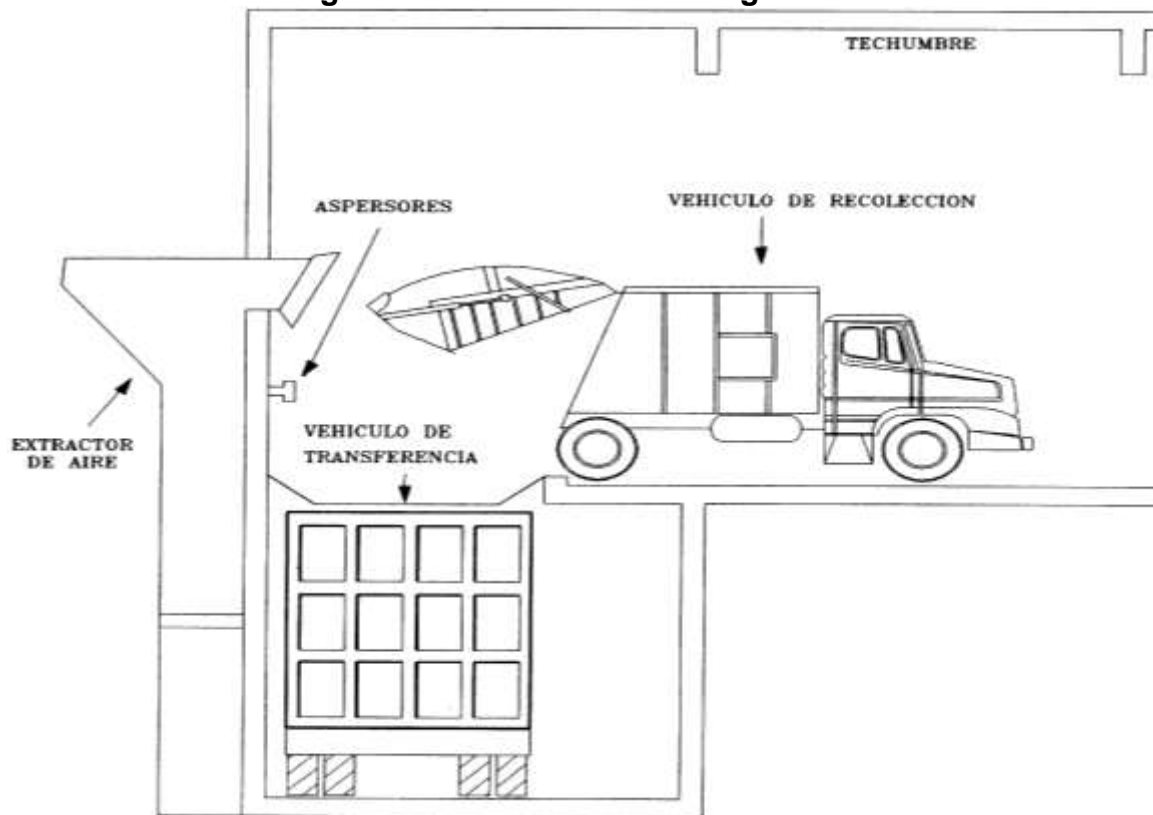 TECHUMBRE
VEHICULO DE RECOLECCION
ASPERSORES
EXTRACTOR
DE AIRE
VEHICULO DE
TRANSFERENCIA